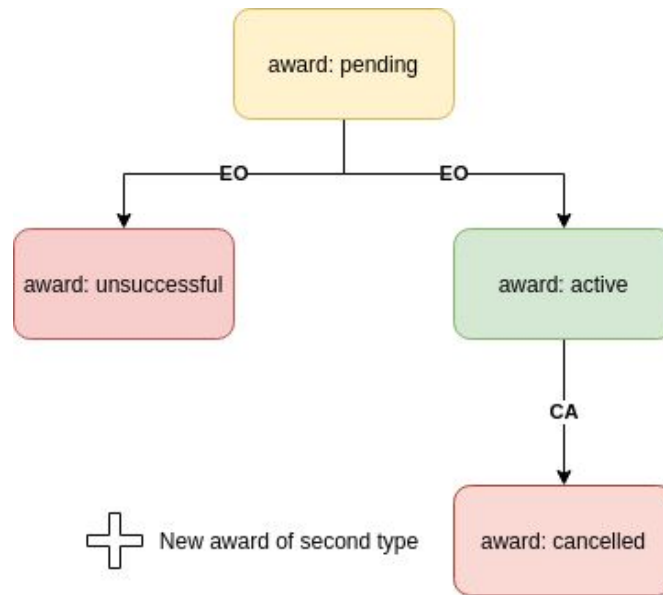 award: pending
EO
EO
award: unsuccessful
award: active
CA
New award of second type
award: cancelled